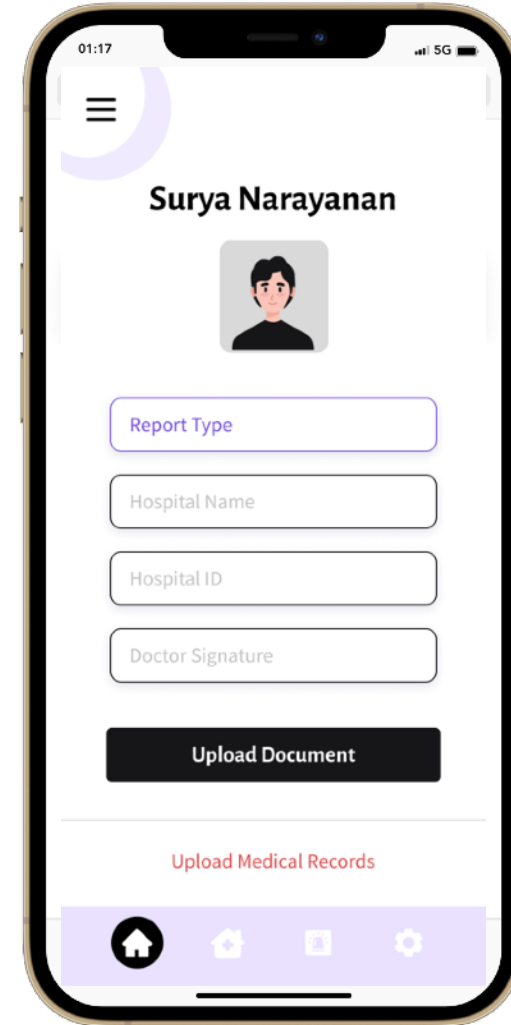 01:17
5G
Surya Narayanan
Report Type
Hospital Name
Hospital ID
Doctor Signature
Upload Document
Upload Medical Records